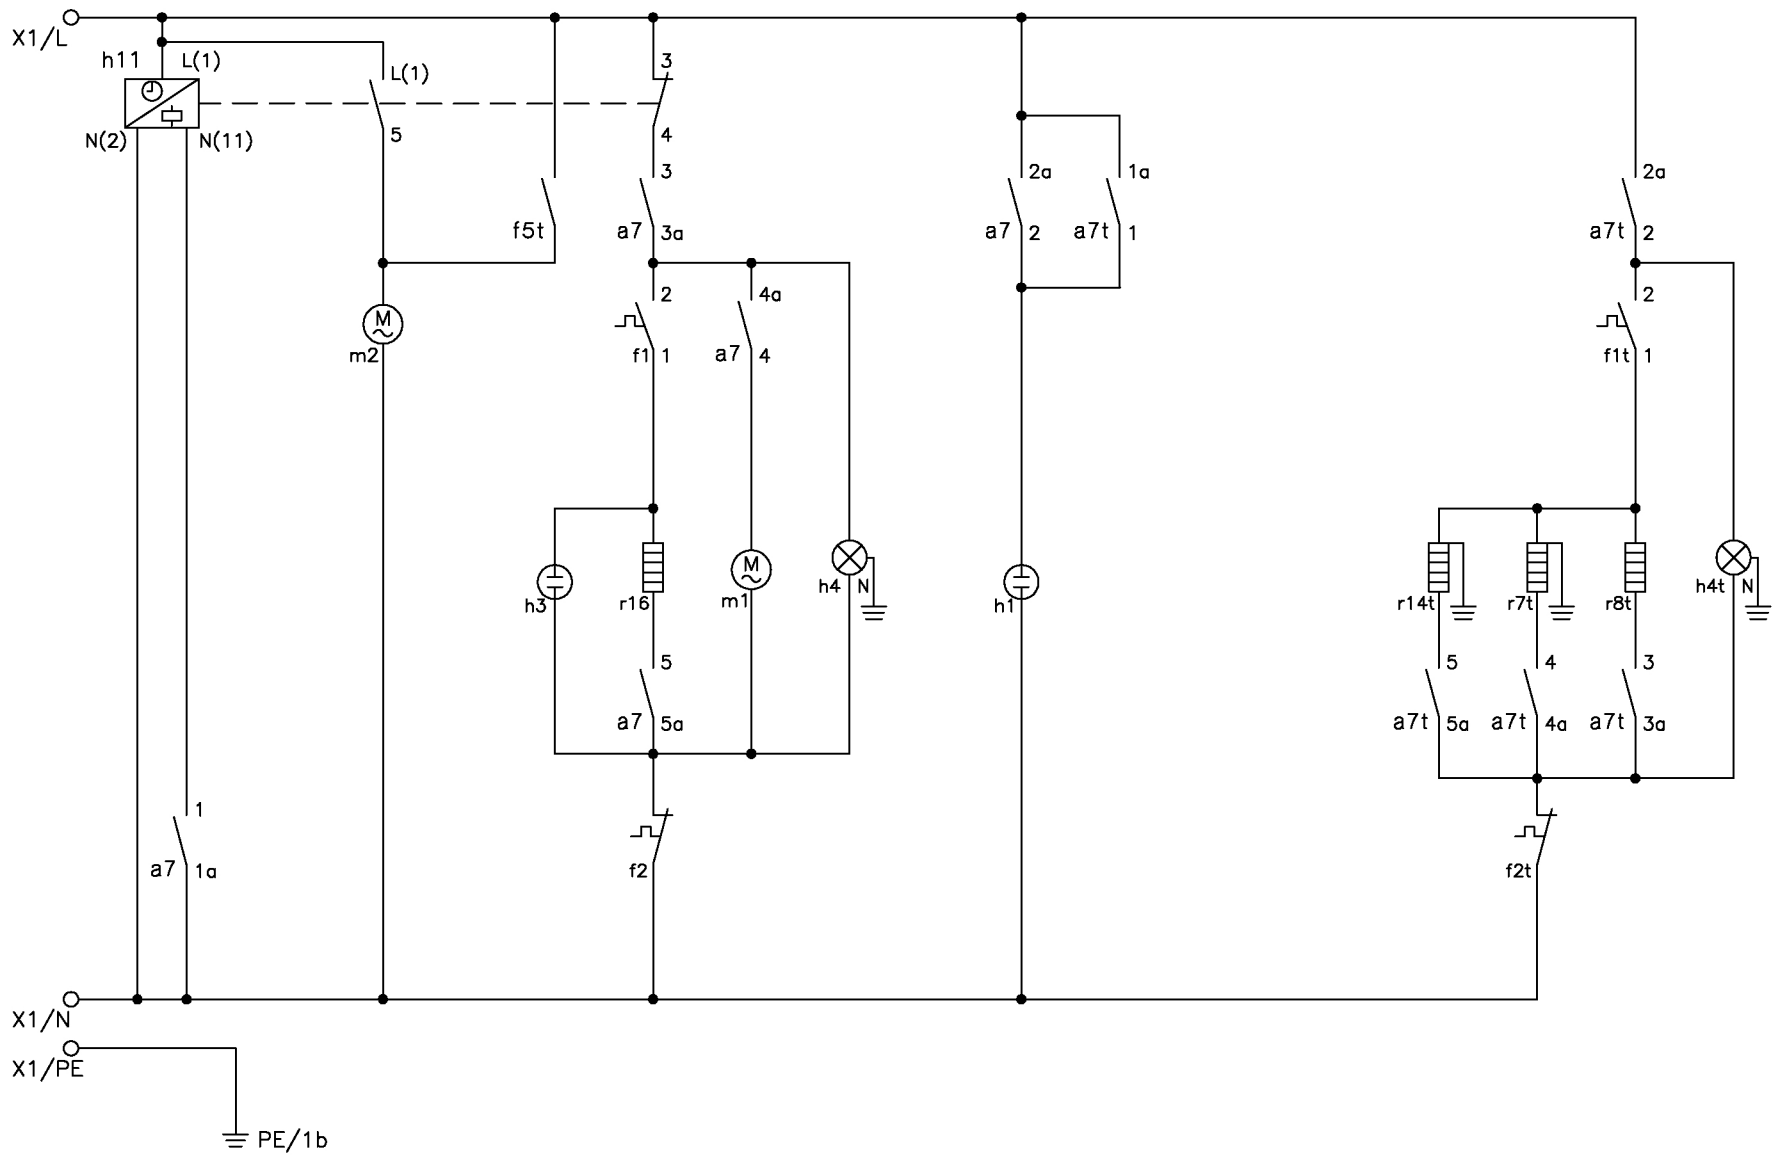 X1/L
h11 L(1)
L(1)
3
N(2) N(11)
5
4
3
2a
1a
2a
f5t
a7 3a
a7 2
a7t 1
a7t 2
2
4a
2
M
m2
f1 1
a7 4
f1t 1
h3
r16
M
m1
h4 N
h1
r14t
r7t
r8t
h4t N
5
5
4
3
a7 5a
a7t 5a
a7t 4a
a7t 3a
1
a7 1a
f2
f2t
X1/N
X1/PE
PE/1b